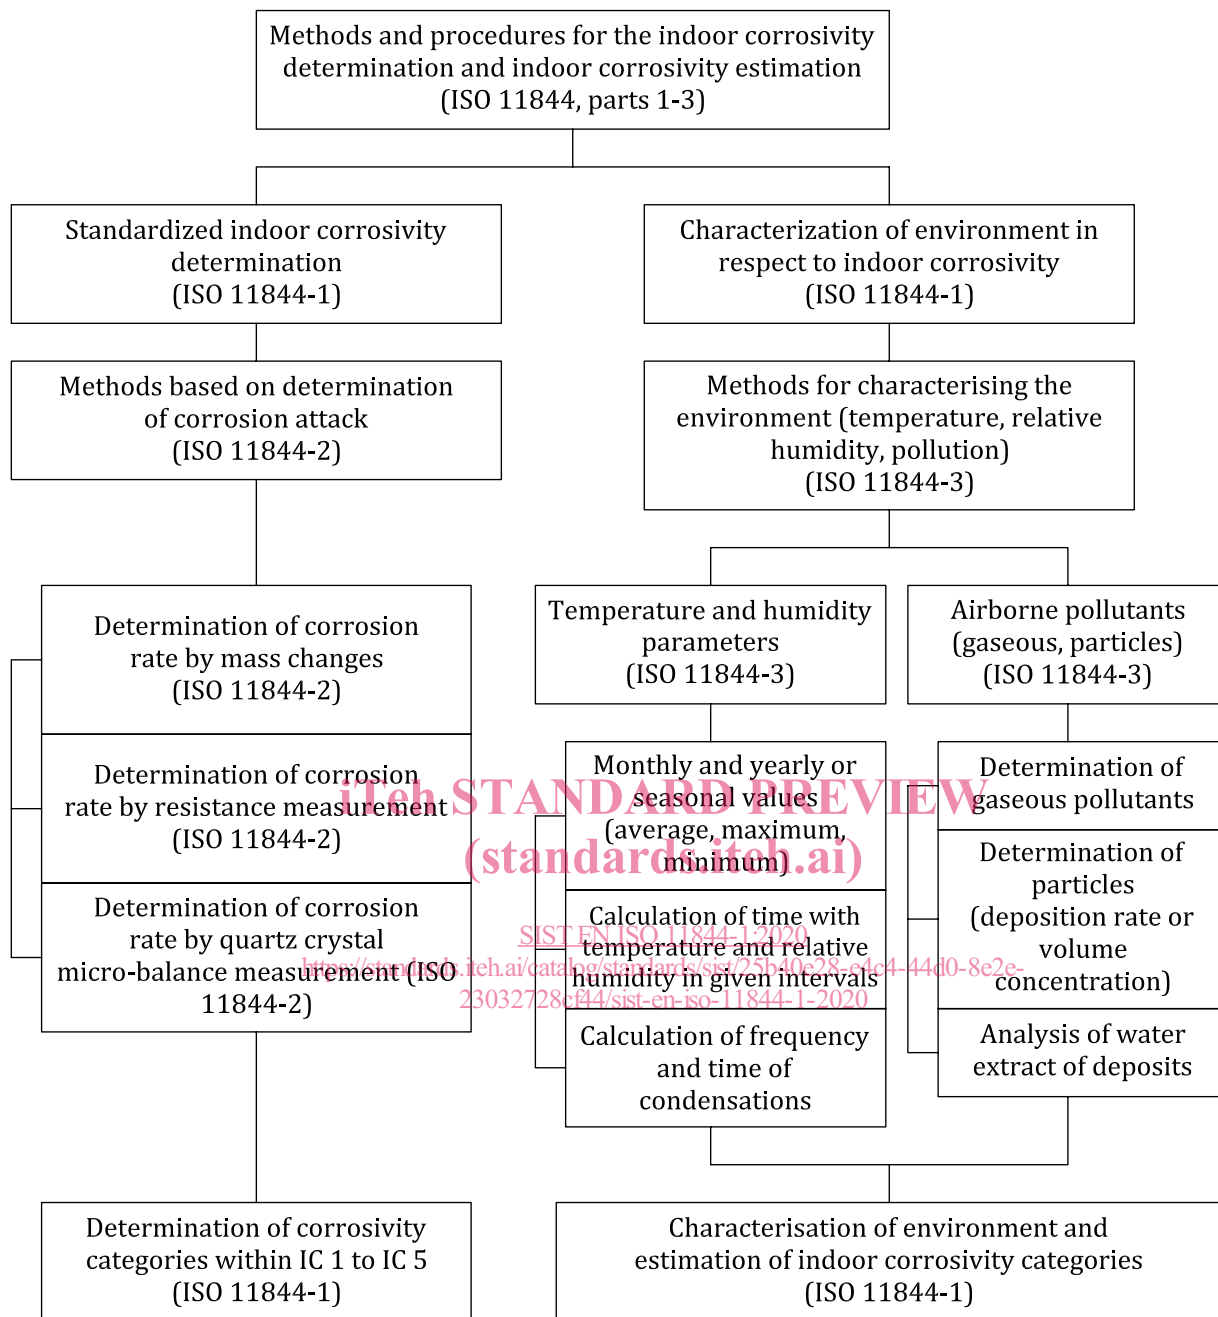 Methods and procedures for the indoor corrosivity
determination and indoor corrosivity estimation
(ISO 11844, parts 1-3)
Standardized indoor corrosivity
determination
(ISO 11844-1)
Characterization of environment in
respect to indoor corrosivity
(ISO 11844-1)
Methods based on determination
of corrosion attack
(ISO 11844-2)
Methods for characterising the
environment (temperature, relative
humidity, pollution)
(ISO 11844-3)
Determination of corrosion
rate by mass changes
(ISO 11844-2)
Determination of corrosion
rate by resistance measurement
(ISO 11844-2)
Determination of corrosion
rate by quartz crystal
micro-balance measurement (ISO
11844-2)
Temperature and humidity
parameters
(ISO 11844-3)
Airborne pollutants
(gaseous, particles)
(ISO 11844-3)
Monthly and yearly or
seasonal values
(average, maximum,
minimum)
Calculation of time with
temperature and relative
humidity in given intervals
Calculation of frequency
and time of
condensations
Determination of
gaseous pollutants
Determination of
particles
(deposition rate or
volume
concentration)
Analysis of water
extract of deposits
iTeh STANDARD PREVIEW
(standards.iteh.ai)
SIST EN ISO 11844-1:2020
https://standards.iteh.ai/catalog/standards/sist/25b40e28-e4c4-44d0-8e2e-
23032728cf44/sist-en-iso-11844-1-2020
Determination of corrosivity
categories within IC 1 to IC 5
(ISO 11844-1)
Characterisation of environment and
estimation of indoor corrosivity categories
(ISO 11844-1)